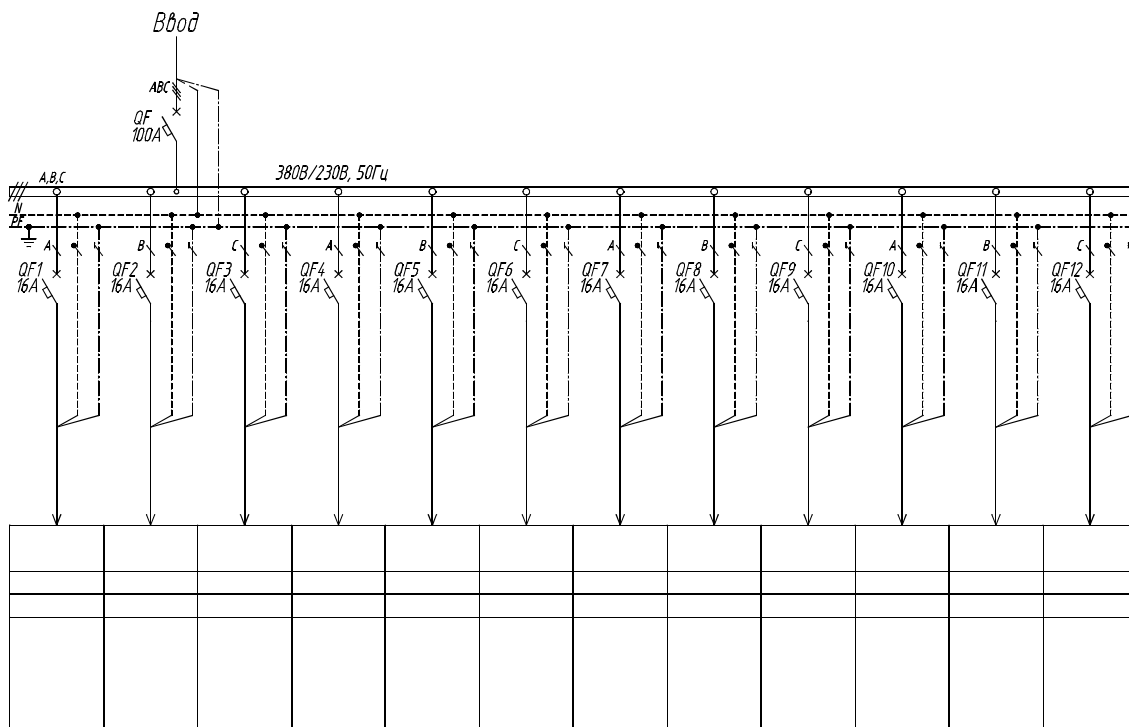 Ввод
ABC
QF
100A
A,B,C
380В/230В, 50Гц
N
PE
A
B
C
A
B
C
A
B
C
A
B
C
QF1
16A
QF2
16A
QF3
16A
QF4
16A
QF5
16A
QF6
16A
QF7
16A
QF8
16A
QF9
16A
QF10
16A
QF11
16A
QF12
16A